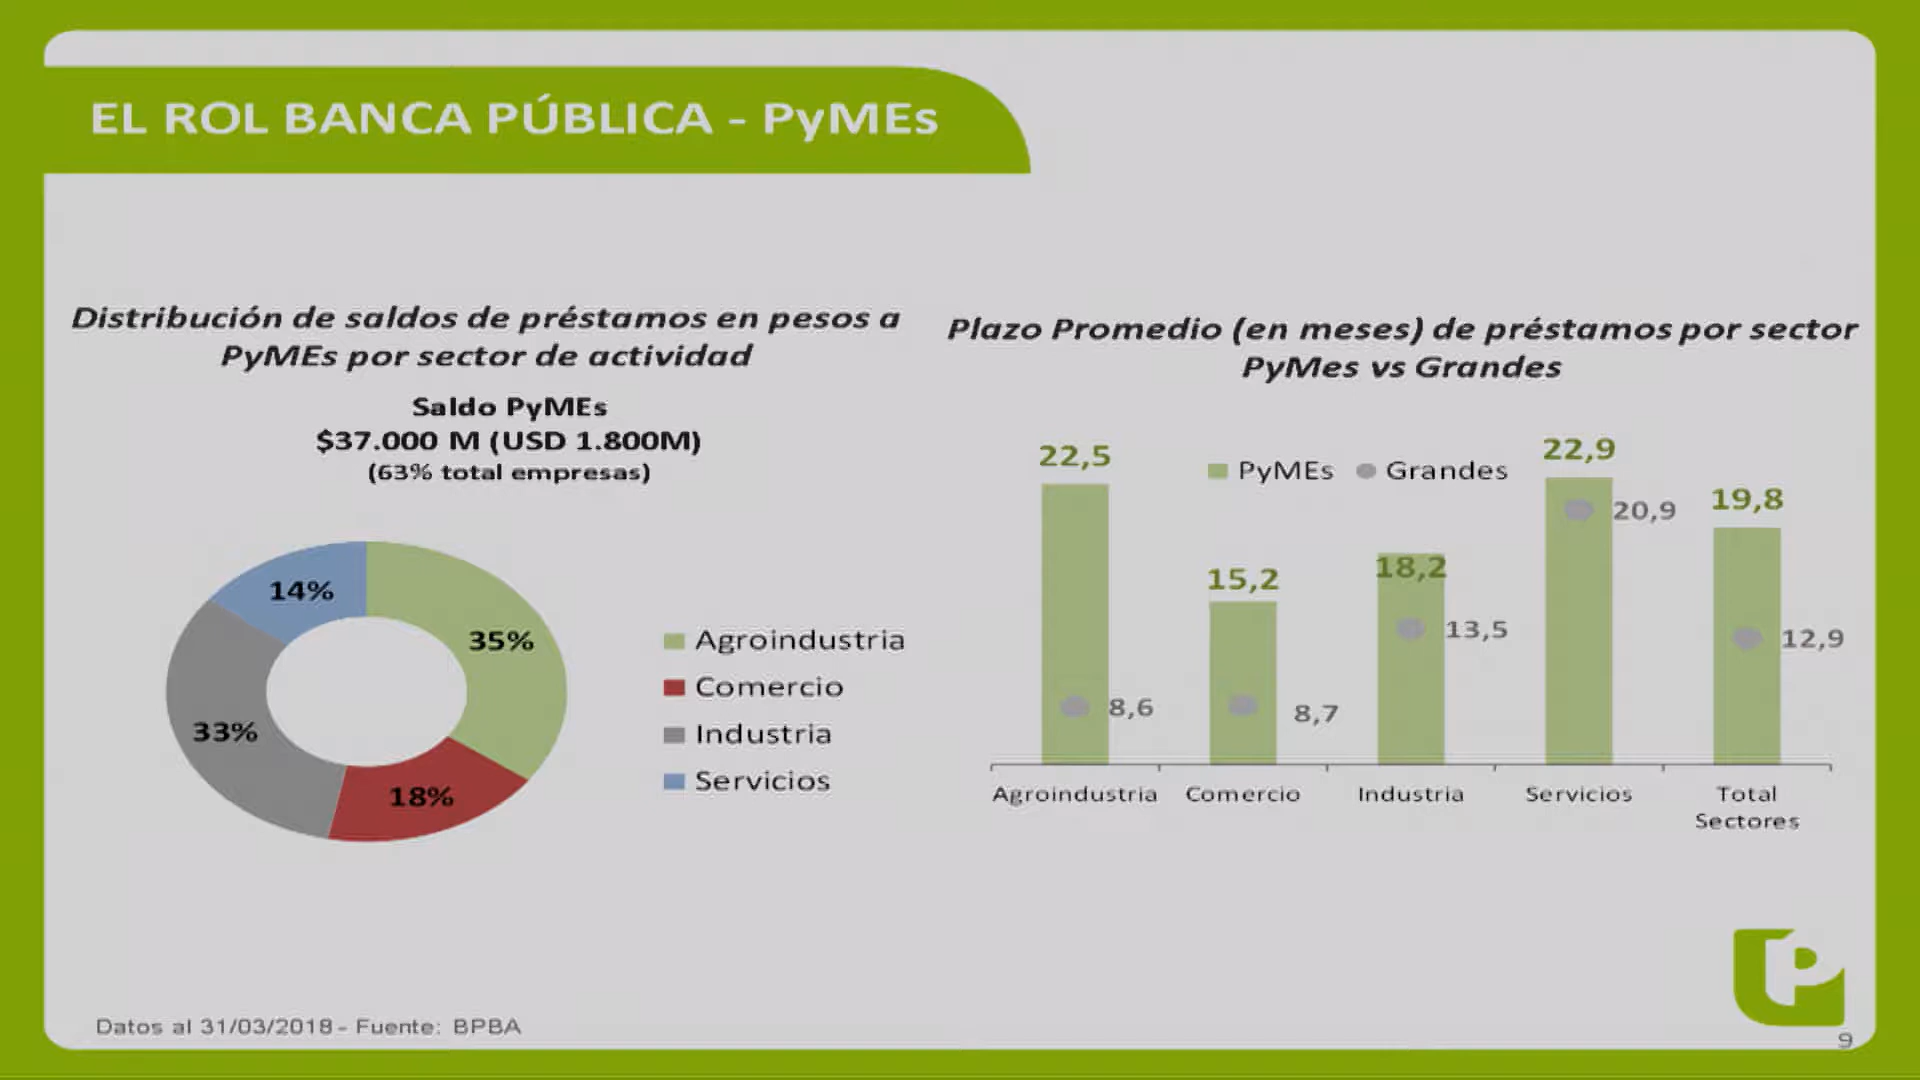 EL ROL BANCA PÚBLICA - PyMEs
Distribución de saldos de préstamos en pesos a
PyMEs por sector de actividad
Saldo PyMEs
$37.000 M (USD 1.800M)
(63% total empresas)
14%
35%
33%
18%
Agroindustria
Comercio
Industria
Servicios
Plazo Promedio (en meses) de préstamos por sector
PyMes vs Grandes
PyMEs Grandes
22,5
15,2
18,2
22,9
19,8
8,6
8,7
13,5
20,9
12,9
Agroindustria Comercio Industria Servicios Total
Sectores
Datos al 31/03/2018 - Fuente: BPBA
9